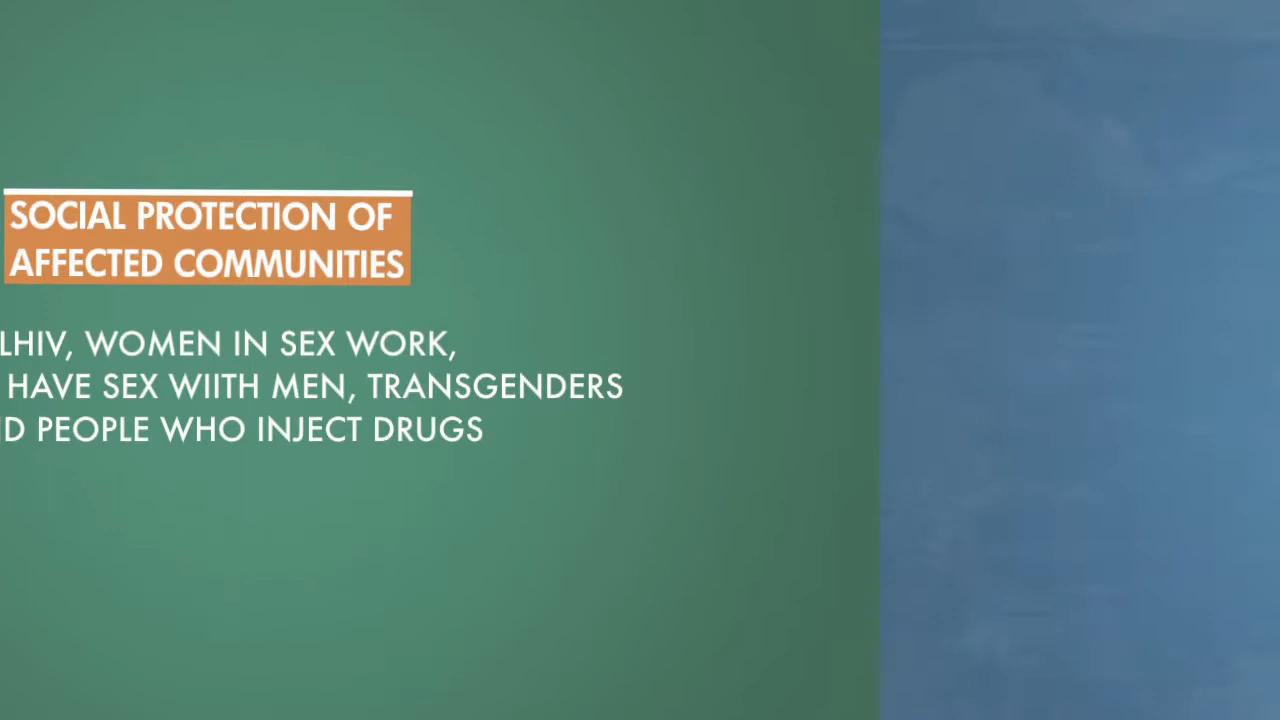 SOCIAL PROTECTION OF
AFFECTED COMMUNITIES
LHIV, WOMEN IN SEX WORK,
HAVE SEX WIITH MEN, TRANSGENDERS
PEOPLE WHO INJECT DRUGS